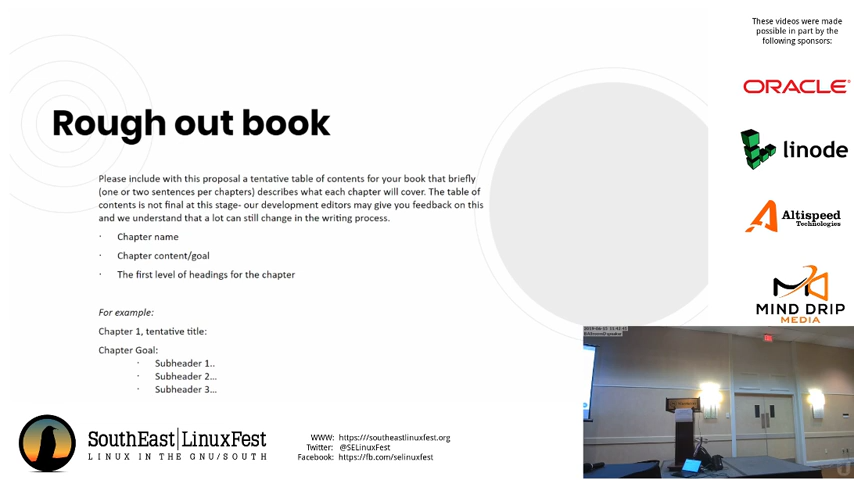 Rough out book
Please include with this proposal a tentative table of contents for your book that briefly
(one or two sentences per chapters) describes what each chapter will cover. The table of
contents is not final at this stage- our development editors may give you feedback on this
and we understand that a lot can still change in the writing process.
· Chapter name
· Chapter content/goal
· The first level of headings for the chapter
For example:
Chapter 1, tentative title:
Chapter Goal:
· Subheader 1..
· Subheader 2...
· Subheader 3...
These videos were made
possible in part by the
following sponsors:
ORACLE
linode
Altispeed
Technologies
MIND DRIP
MEDIA
SouthEast|LinuxFest
LINUX IN THE GNU/SOUTH
WWW: https://southeastlinuxfest.org
Twitter: @SELinuxFest
Facebook: https://fb.com/selinuxfest